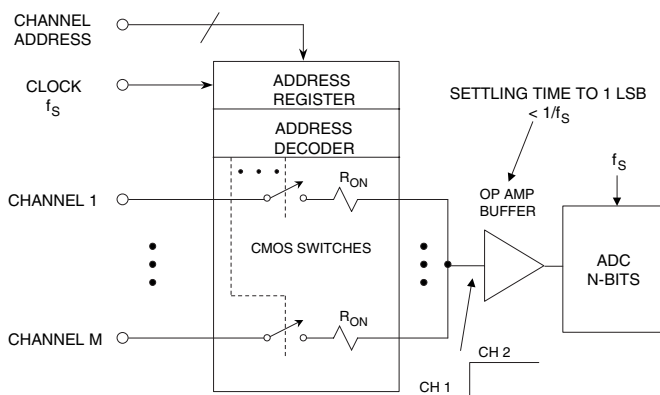 CHANNEL
ADDRESS
CLOCK
fS
ADDRESS
REGISTER
ADDRESS
DECODER
SETTLING TIME TO 1 LSB
< 1/fS
fS
OP AMP
BUFFER
CHANNEL 1
RON
CMOS SWITCHES
ADC
N-BITS
CHANNEL M
RON
CH 2
CH 1